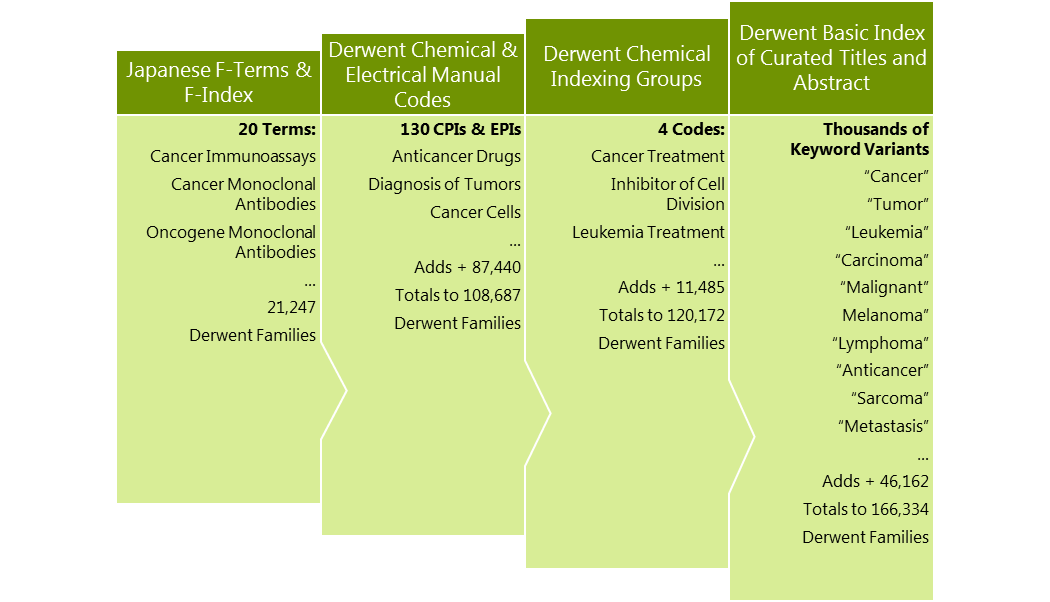 Japanese F-Terms &
F-Index
20 Terms:
Cancer Immunoassays
Cancer Monoclonal
Antibodies
Oncogene Monoclonal
Antibodies
...
21,247
Derwent Families
Derwent Chemical &
Electrical Manual
Codes
130 CPIs & EPIs
Anticancer Drugs
Diagnosis of Tumors
Cancer Cells
...
Adds + 87,440
Totals to 108,687
Derwent Families
Derwent Chemical
Indexing Groups
4 Codes:
Cancer Treatment
Inhibitor of Cell
Division
Leukemia Treatment
...
Adds + 11,485
Totals to 120,172
Derwent Families
Derwent Basic Index
of Curated Titles and
Abstract
Thousands of
Keyword Variants
“Cancer”
“Tumor”
“Leukemia”
“Carcinoma”
“Malignant”
Melanoma”
“Lymphoma”
“Anticancer”
“Sarcoma”
“Metastasis”
...
Adds + 46,162
Totals to 166,334
Derwent Families